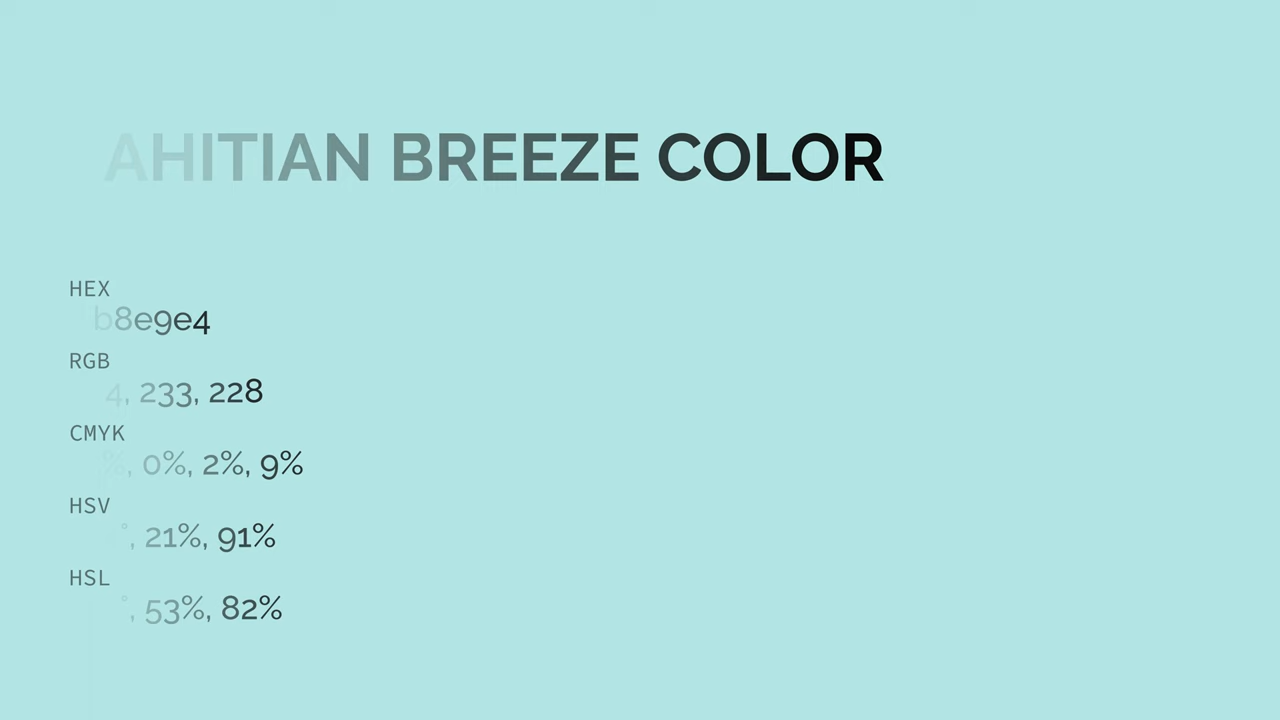 AHITIAN BREEZE COLOR
HEX
b8e9e4
RGB
4, 233, 228
CMYK
%, 0%, 2%, 9%
HSV
°, 21%, 91%
HSL
°, 53%, 82%